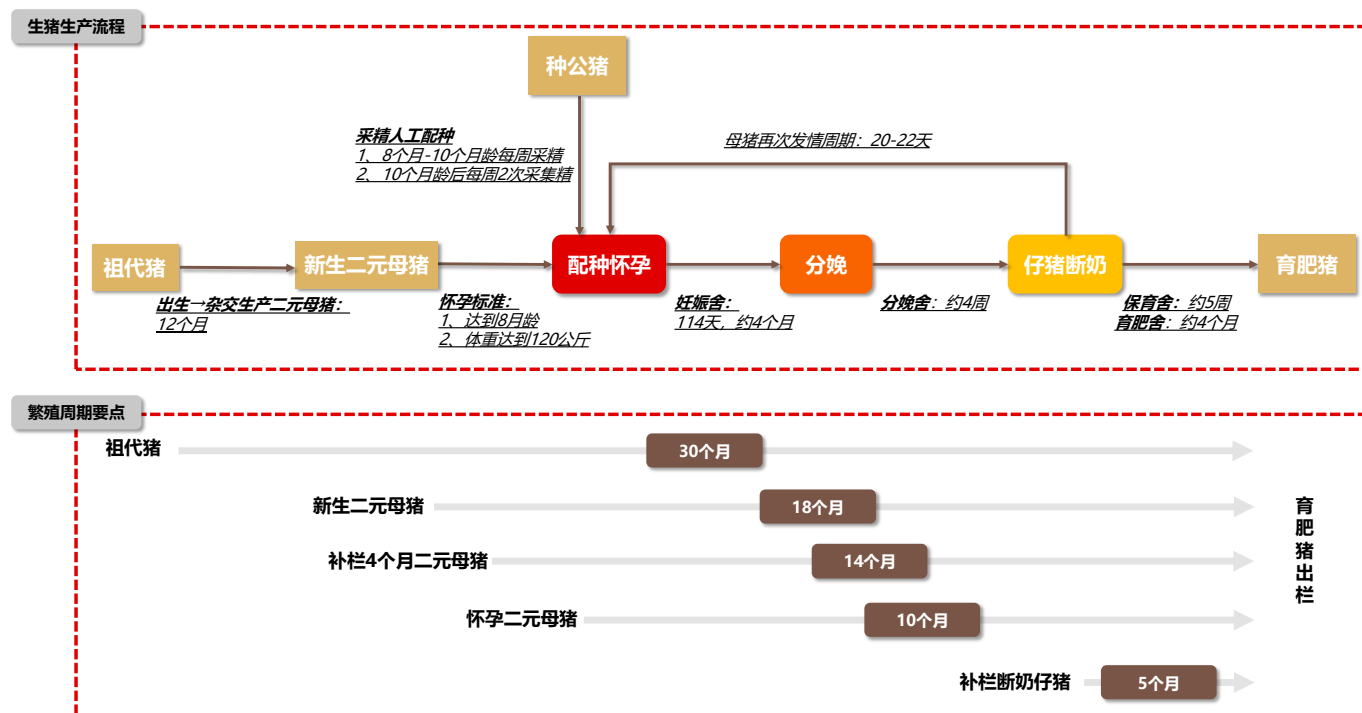 生猪生产流程
种公猪
采精人工配种
1、8个月-10个月龄每周采精
2、10个月龄后每周2次采集精
母猪再次发情周期：20-22天
祖代猪
新生二元母猪
配种怀孕
分娩
仔猪断奶
育肥猪
出生→杂交生产二元母猪：
12个月
怀孕标准：
1、达到8月龄
2、体重达到120公斤
妊娠舍：
114天，约4个月
分娩舍：约4周
保育舍：约5周
育肥舍：约4个月
繁殖周期要点
祖代猪
30个月
新生二元母猪
18个月
补栏4个月二元母猪
14个月
怀孕二元母猪
10个月
补栏断奶仔猪
5个月
育肥猪出栏